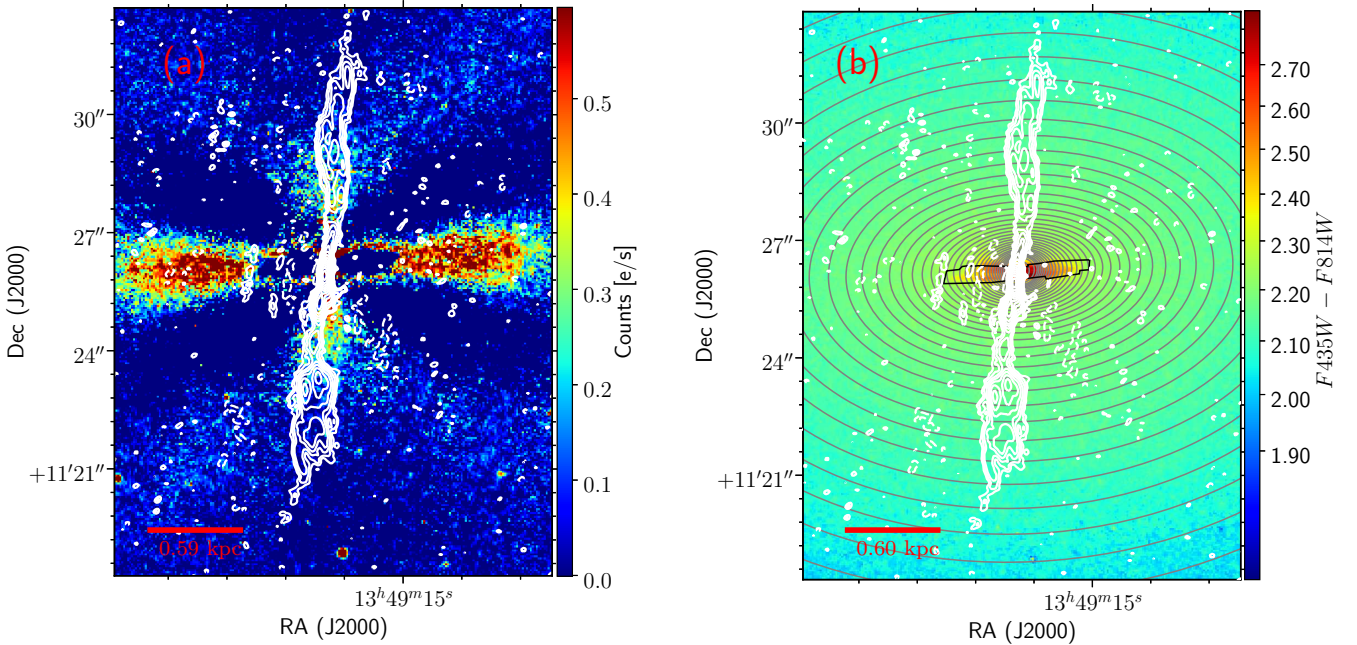 (a)
30″
27″
24″
+11′21″
Dec (J2000)
0.59 kpc
13ʰ49ᵐ15ˢ
RA (J2000)
0.5
0.4
0.3
0.2
0.1
0.0
Counts [e/s]
(b)
30″
27″
24″
+11′21″
Dec (J2000)
0.60 kpc
13ʰ49ᵐ15ˢ
RA (J2000)
2.70
2.60
2.50
2.40
2.30
2.20
2.10
2.00
1.90
F435W − F814W